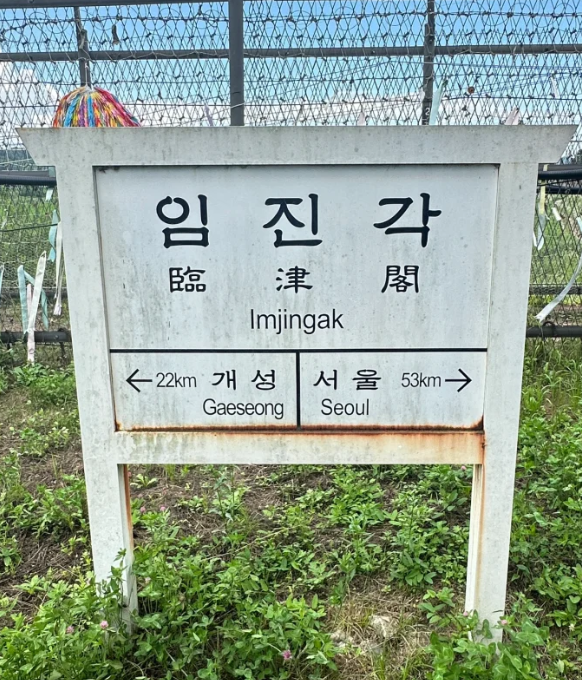 임 진 각
臨 津 閣
Imjingak
← 22km 개 성 서 울 53km →
Gaeseong Seoul